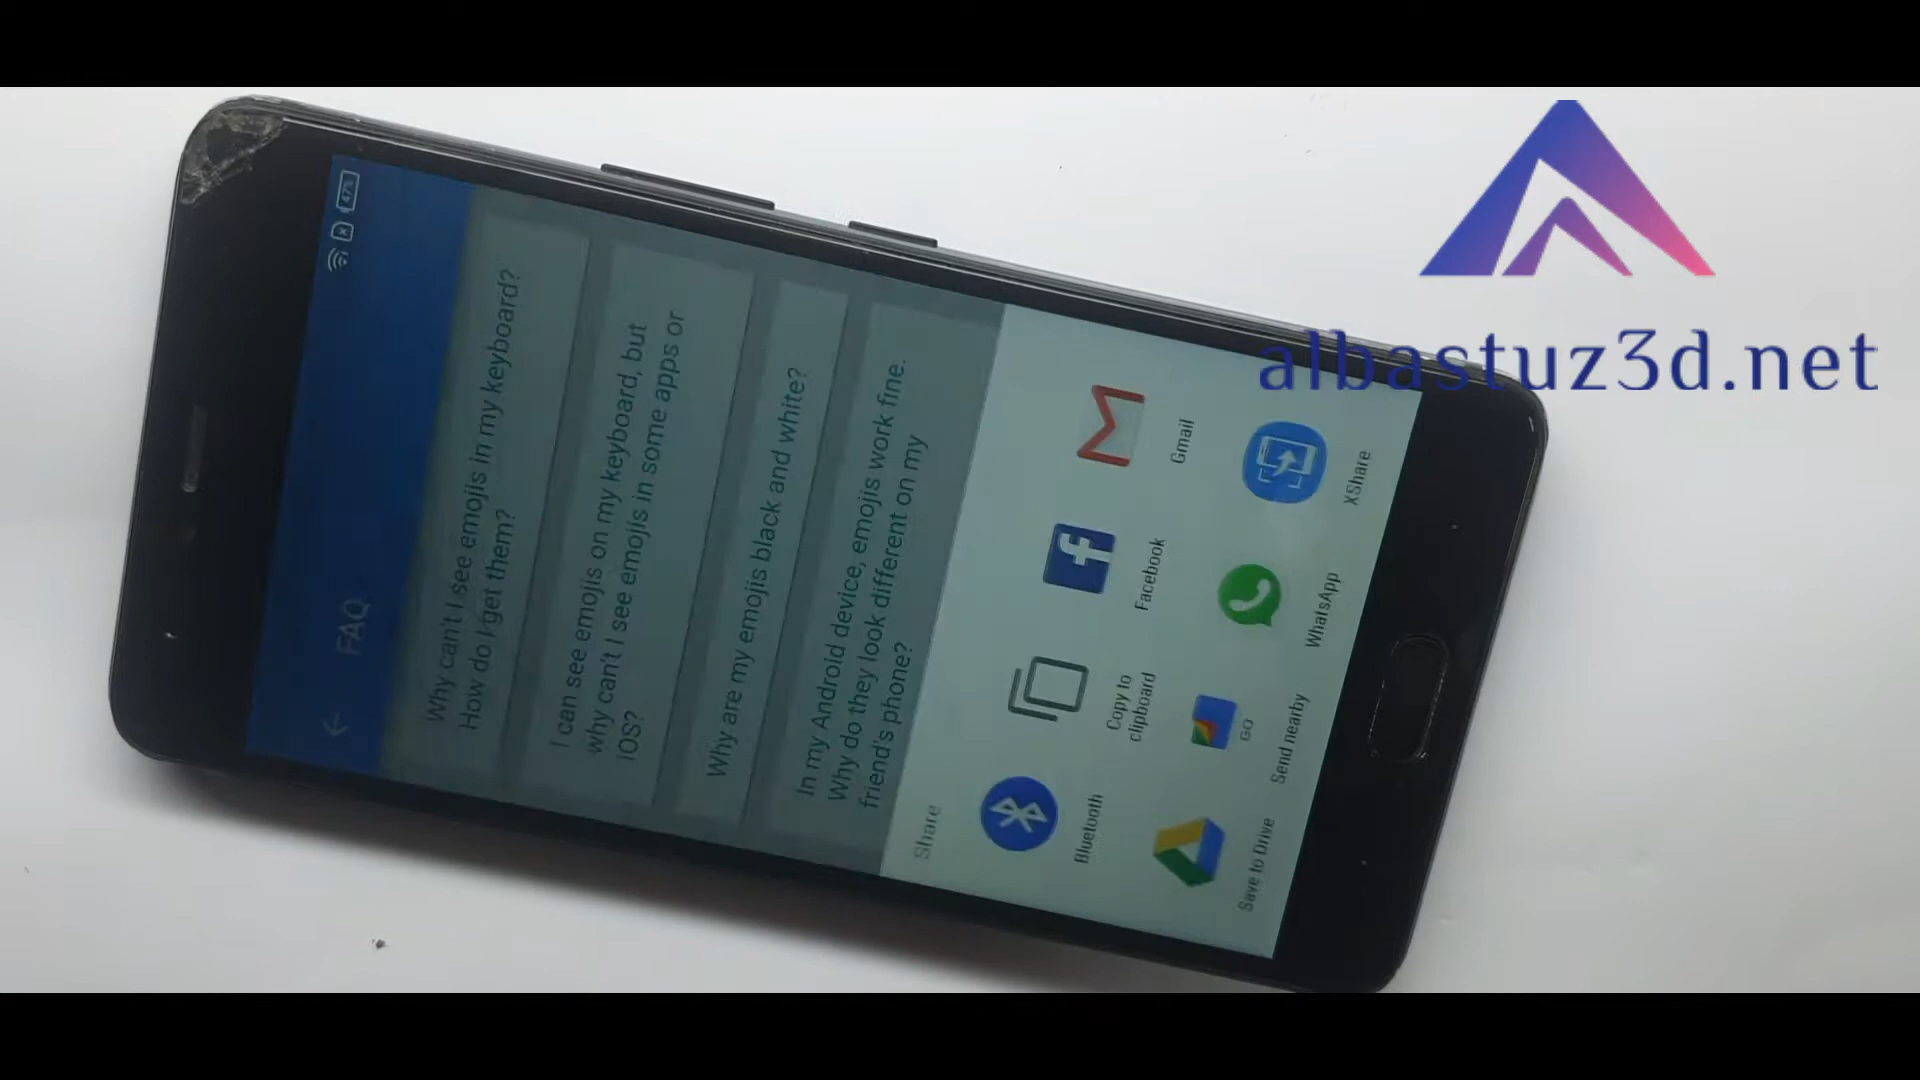 albastuz3d.net
47%
FAQ
Why can't I see emojis in my keyboard?
How do I get them?
I can see emojis on my keyboard, but
why can't I see emojis in some apps or
iOS?
Why are my emojis black and white?
In my Android device, emojis work fine.
Why do they look different on my
friend's phone?
Share
Bluetooth
Copy to
clipboard
Facebook
Gmail
Save to Drive
GO
Send nearby
WhatsApp
XShare